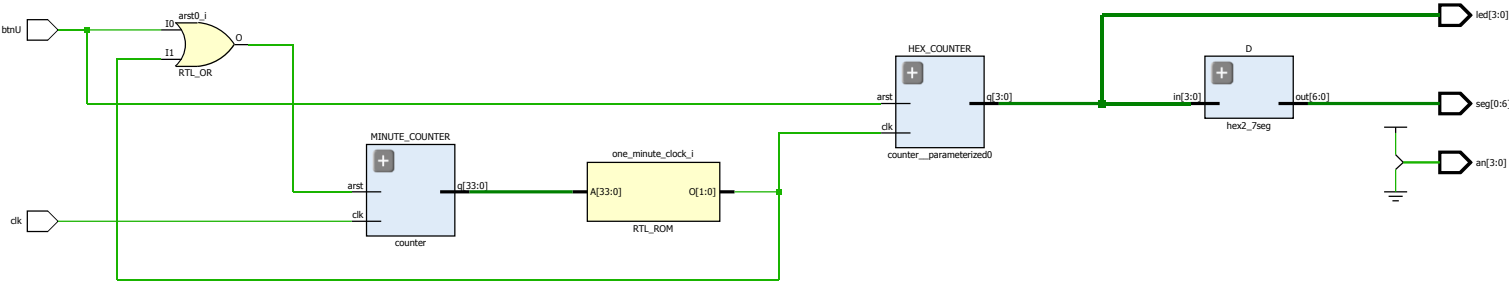 btnU
arst0_i
I0
I1
O
RTL_OR
clk
MINUTE_COUNTER
arst
clk
q[33:0]
counter
one_minute_clock_i
A[33:0]
O[1:0]
RTL_ROM
HEX_COUNTER
arst
clk
q[3:0]
counter__parameterized0
D
in[3:0]
out[6:0]
hex2_7seg
led[3:0]
seg[0:6]
an[3:0]